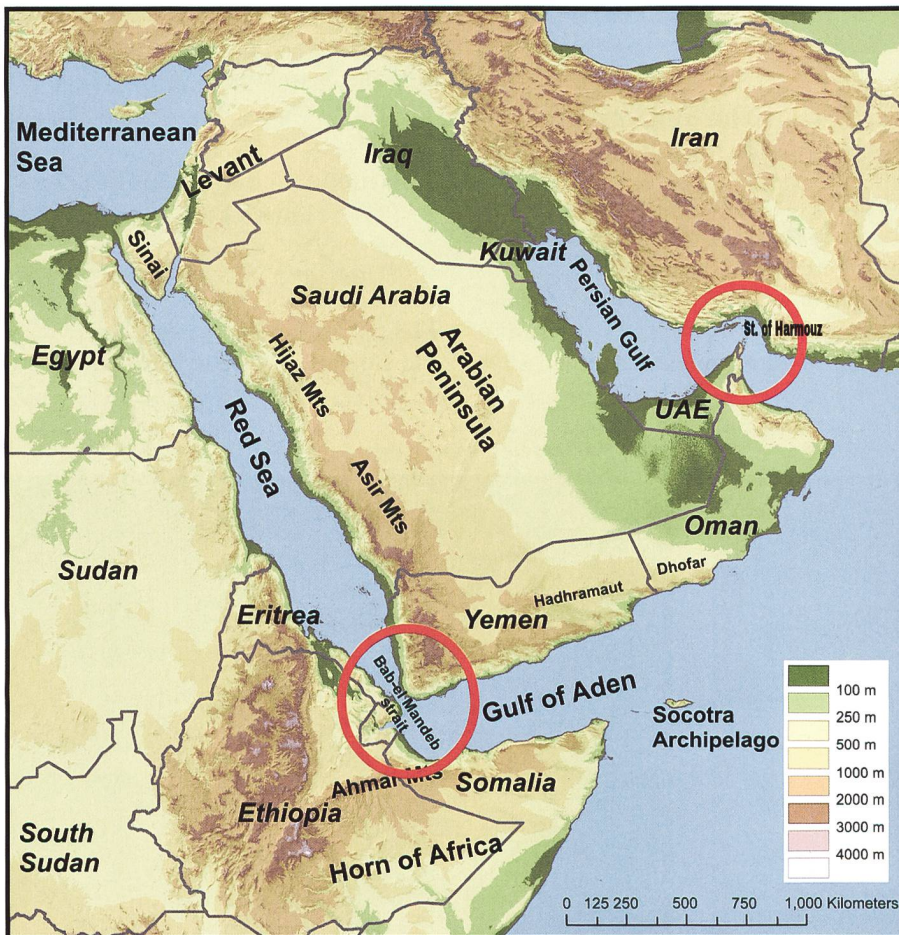 Mediterranean
Sea
Levant
Iraq
Iran
Sinai
Kuwait
Persian Gulf
St. of Harmouz
Saudi Arabia
Egypt
Hijaz Mts
Arabian
Peninsula
UAE
Red Sea
Asir Mts
Oman
Sudan
Dhofar
Hadhramaut
Eritrea
Yemen
Bab-el'Mandeb
strait
Gulf of Aden
Socotra
Archipelago
Ahmar Mts
Somalia
Ethiopia
South
Sudan
Horn of Africa
100 m
250 m
500 m
1000 m
2000 m
3000 m
4000 m
0 125 250 500 750 1,000 Kilometers